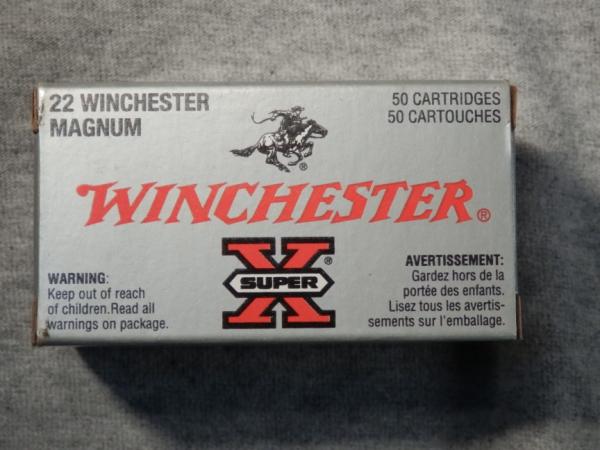 22 WINCHESTER
MAGNUM
50 CARTRIDGES
50 CARTOUCHES
®
WINCHESTER®
X®
SUPER
WARNING:
Keep out of reach
of children.Read all
warnings on package.
AVERTISSEMENT:
Gardez hors de la
portée des enfants.
Lisez tous les avertis-
sements sur l'emballage.